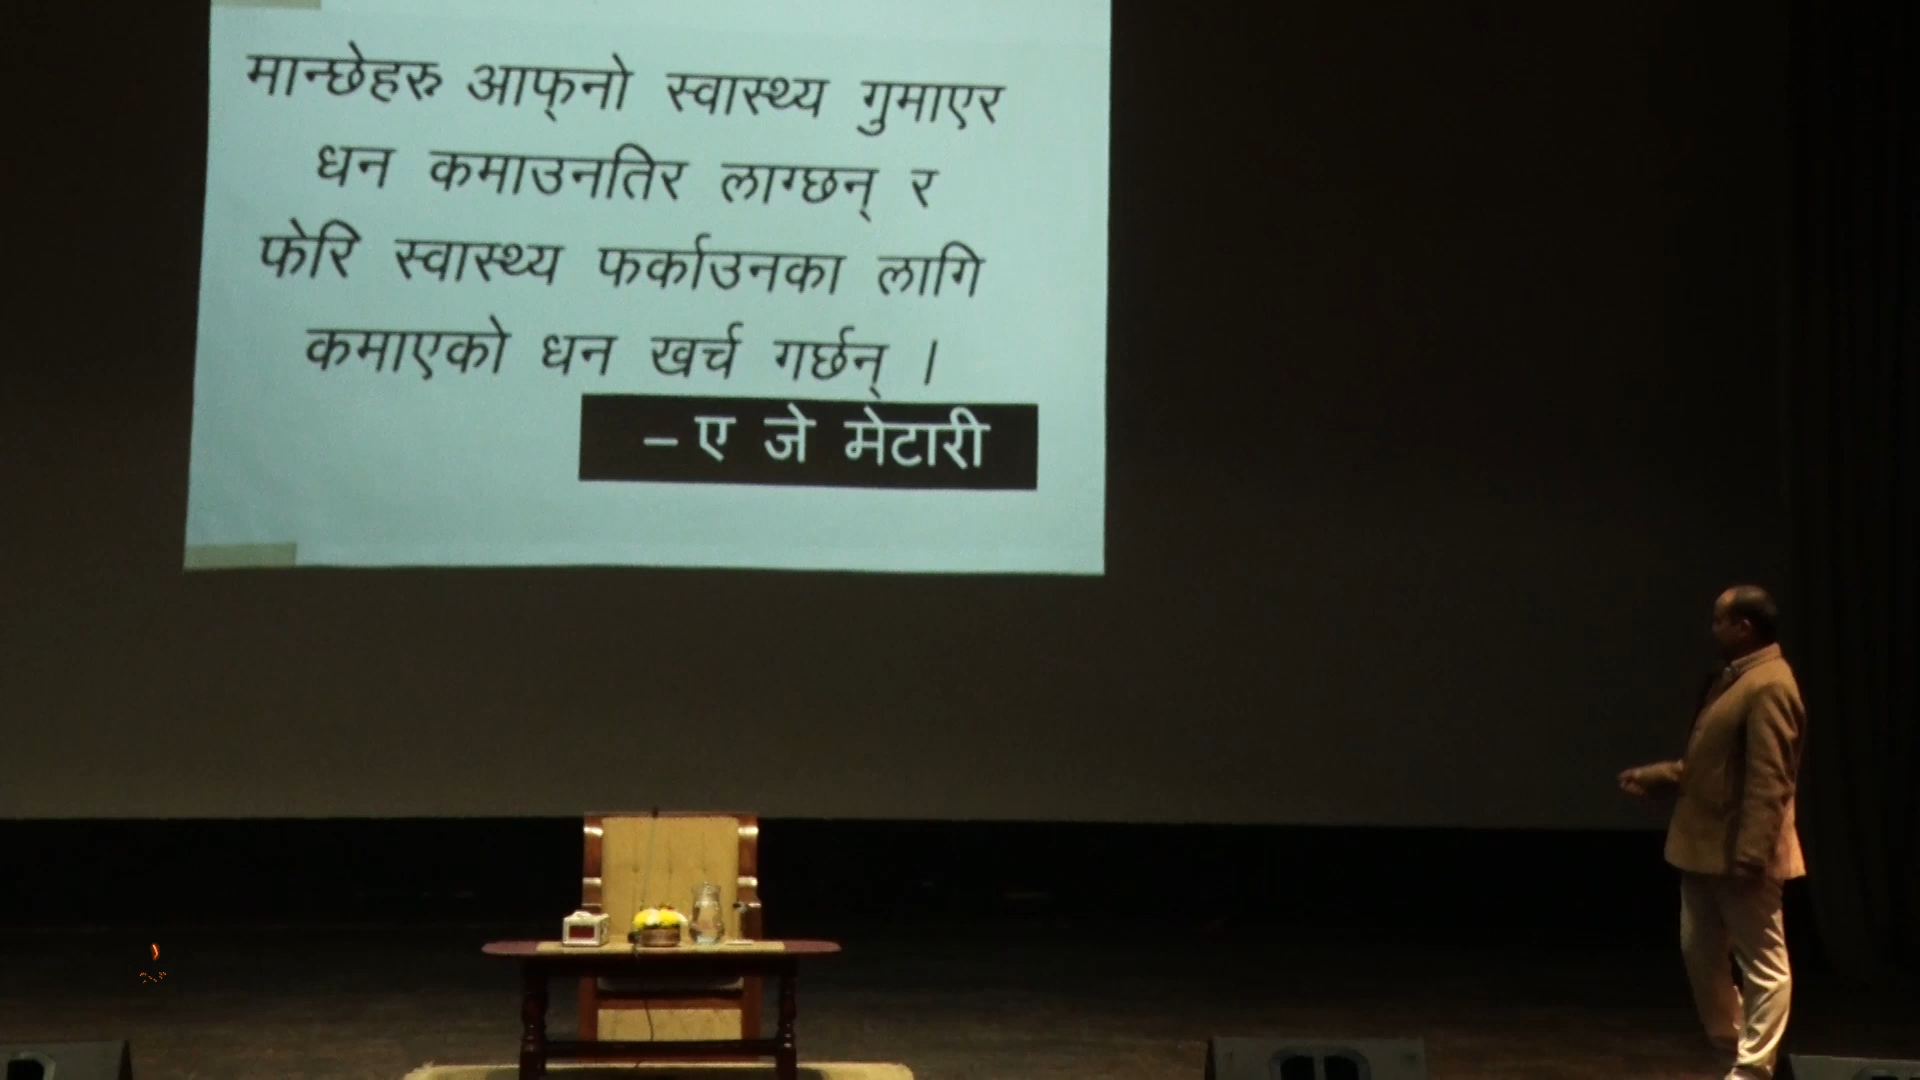 मान्छेहरु आफ्नो स्वास्थ्य गुमाएर
धन कमाउनतिर लाग्छन् र
फेरि स्वास्थ्य फर्काउनका लागि
कमाएको धन खर्च गर्छन् ।
– ए जे मेटारी